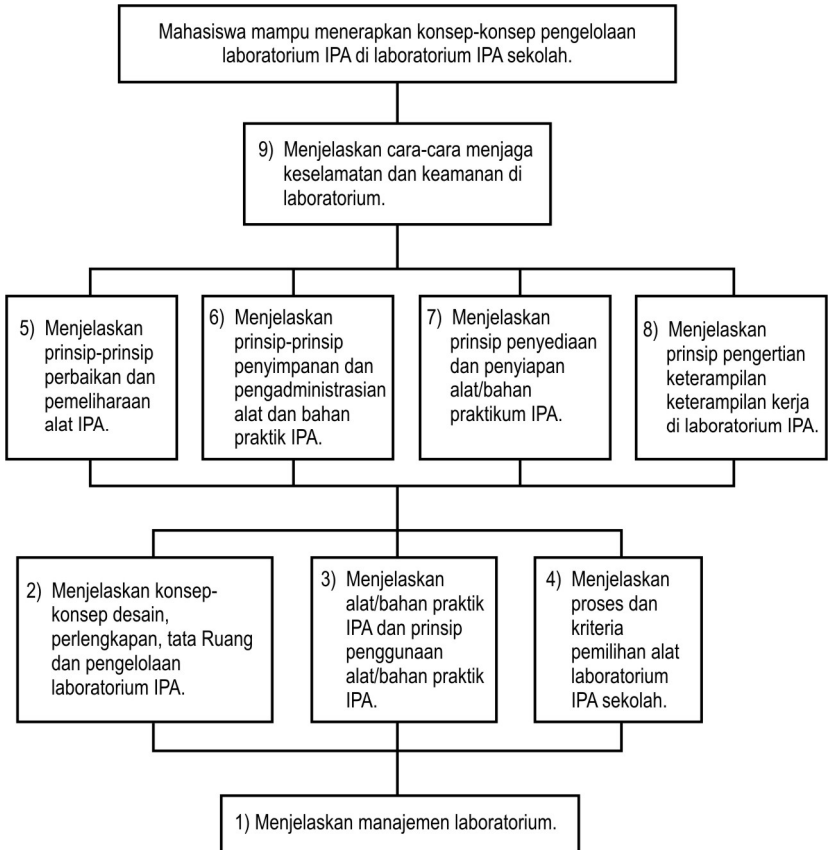 Mahasiswa mampu menerapkan konsep-konsep pengelolaan
laboratorium IPA di laboratorium IPA sekolah.
9) Menjelaskan cara-cara menjaga
keselamatan dan keamanan di
laboratorium.
5) Menjelaskan
prinsip-prinsip
perbaikan dan
pemeliharaan
alat IPA.
6) Menjelaskan
prinsip-prinsip
penyimpanan dan
pengadministrasian
alat dan bahan
praktik IPA.
7) Menjelaskan
prinsip penyediaan
dan penyiapan
alat/bahan
praktikum IPA.
8) Menjelaskan
prinsip pengertian
keterampilan
keterampilan kerja
di laboratorium IPA.
2) Menjelaskan konsep-
konsep desain,
perlengkapan, tata Ruang
dan pengelolaan
laboratorium IPA.
3) Menjelaskan
alat/bahan praktik
IPA dan prinsip
penggunaan
alat/bahan praktik
IPA.
4) Menjelaskan
proses dan
kriteria
pemilihan alat
laboratorium
IPA sekolah.
1) Menjelaskan manajemen laboratorium.